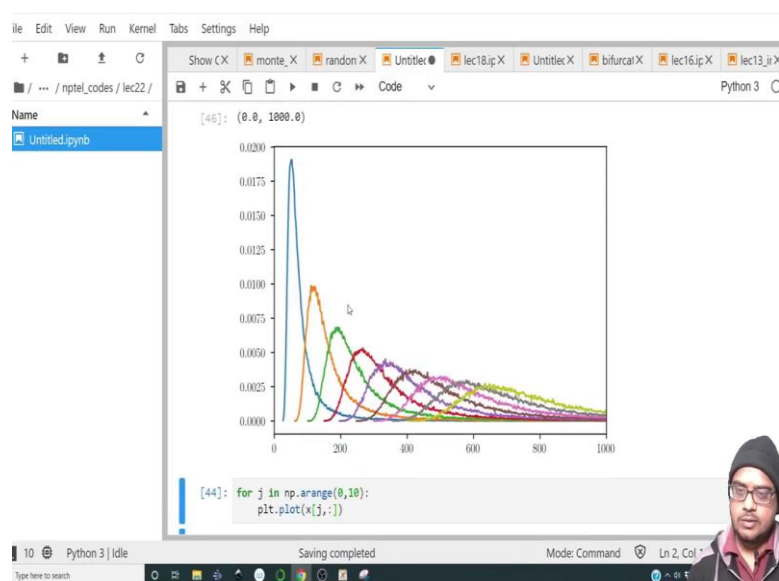 ile Edit View Run Kernel Tabs Settings Help
Show ( X monte_ X randon X Untitlec lec18.ip X Untitlec X bifurcat X lec16.ip X lec13_ii X
Code Python 3
/ ··· / nptel_codes / lec22 /
Name
Untitled.ipynb
[46]: (0.0, 1000.0)
0.0200
0.0175
0.0150
0.0125
0.0100
0.0075
0.0050
0.0025
0.0000
0 200 400 600 800 1000
[44]: for j in np.arange(0,10):
plt.plot(x[j,:])
10 Python 3 | Idle Saving completed Mode: Command Ln 2, Col
Type here to search